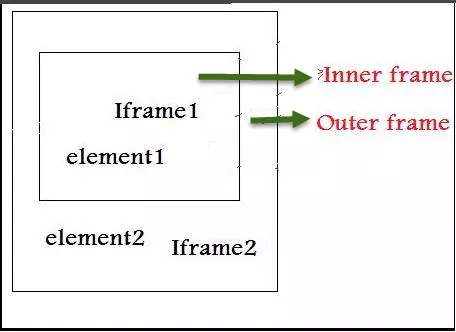 Inner frame
Iframe1
Outer frame
element1
element2
Iframe2